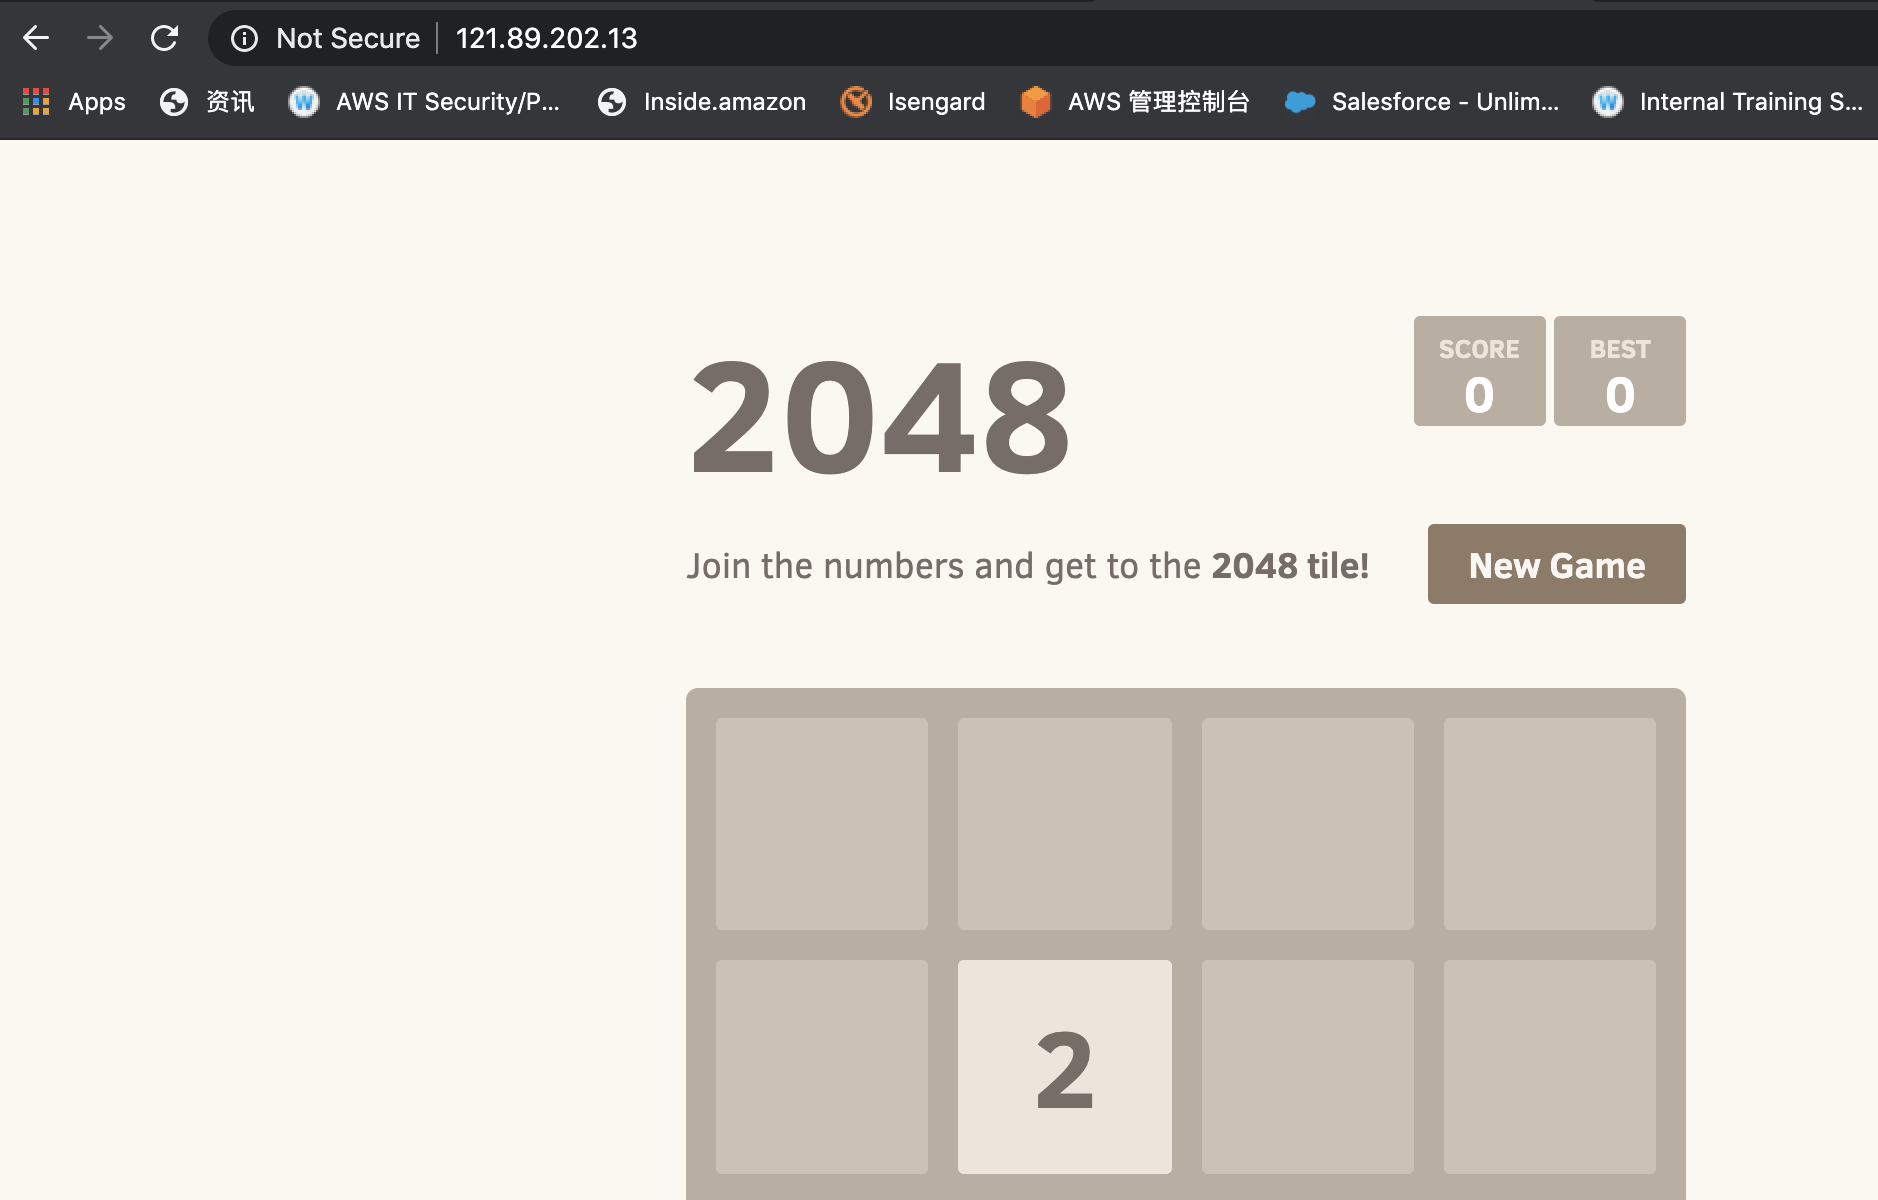 Not Secure 121.89.202.13
Apps 资讯 AWS IT Security/P... Inside.amazon Isengard AWS 管理控制台 Salesforce - Unlim... Internal Training S...
2048
SCORE
0
BEST
0
Join the numbers and get to the 2048 tile!
New Game
2